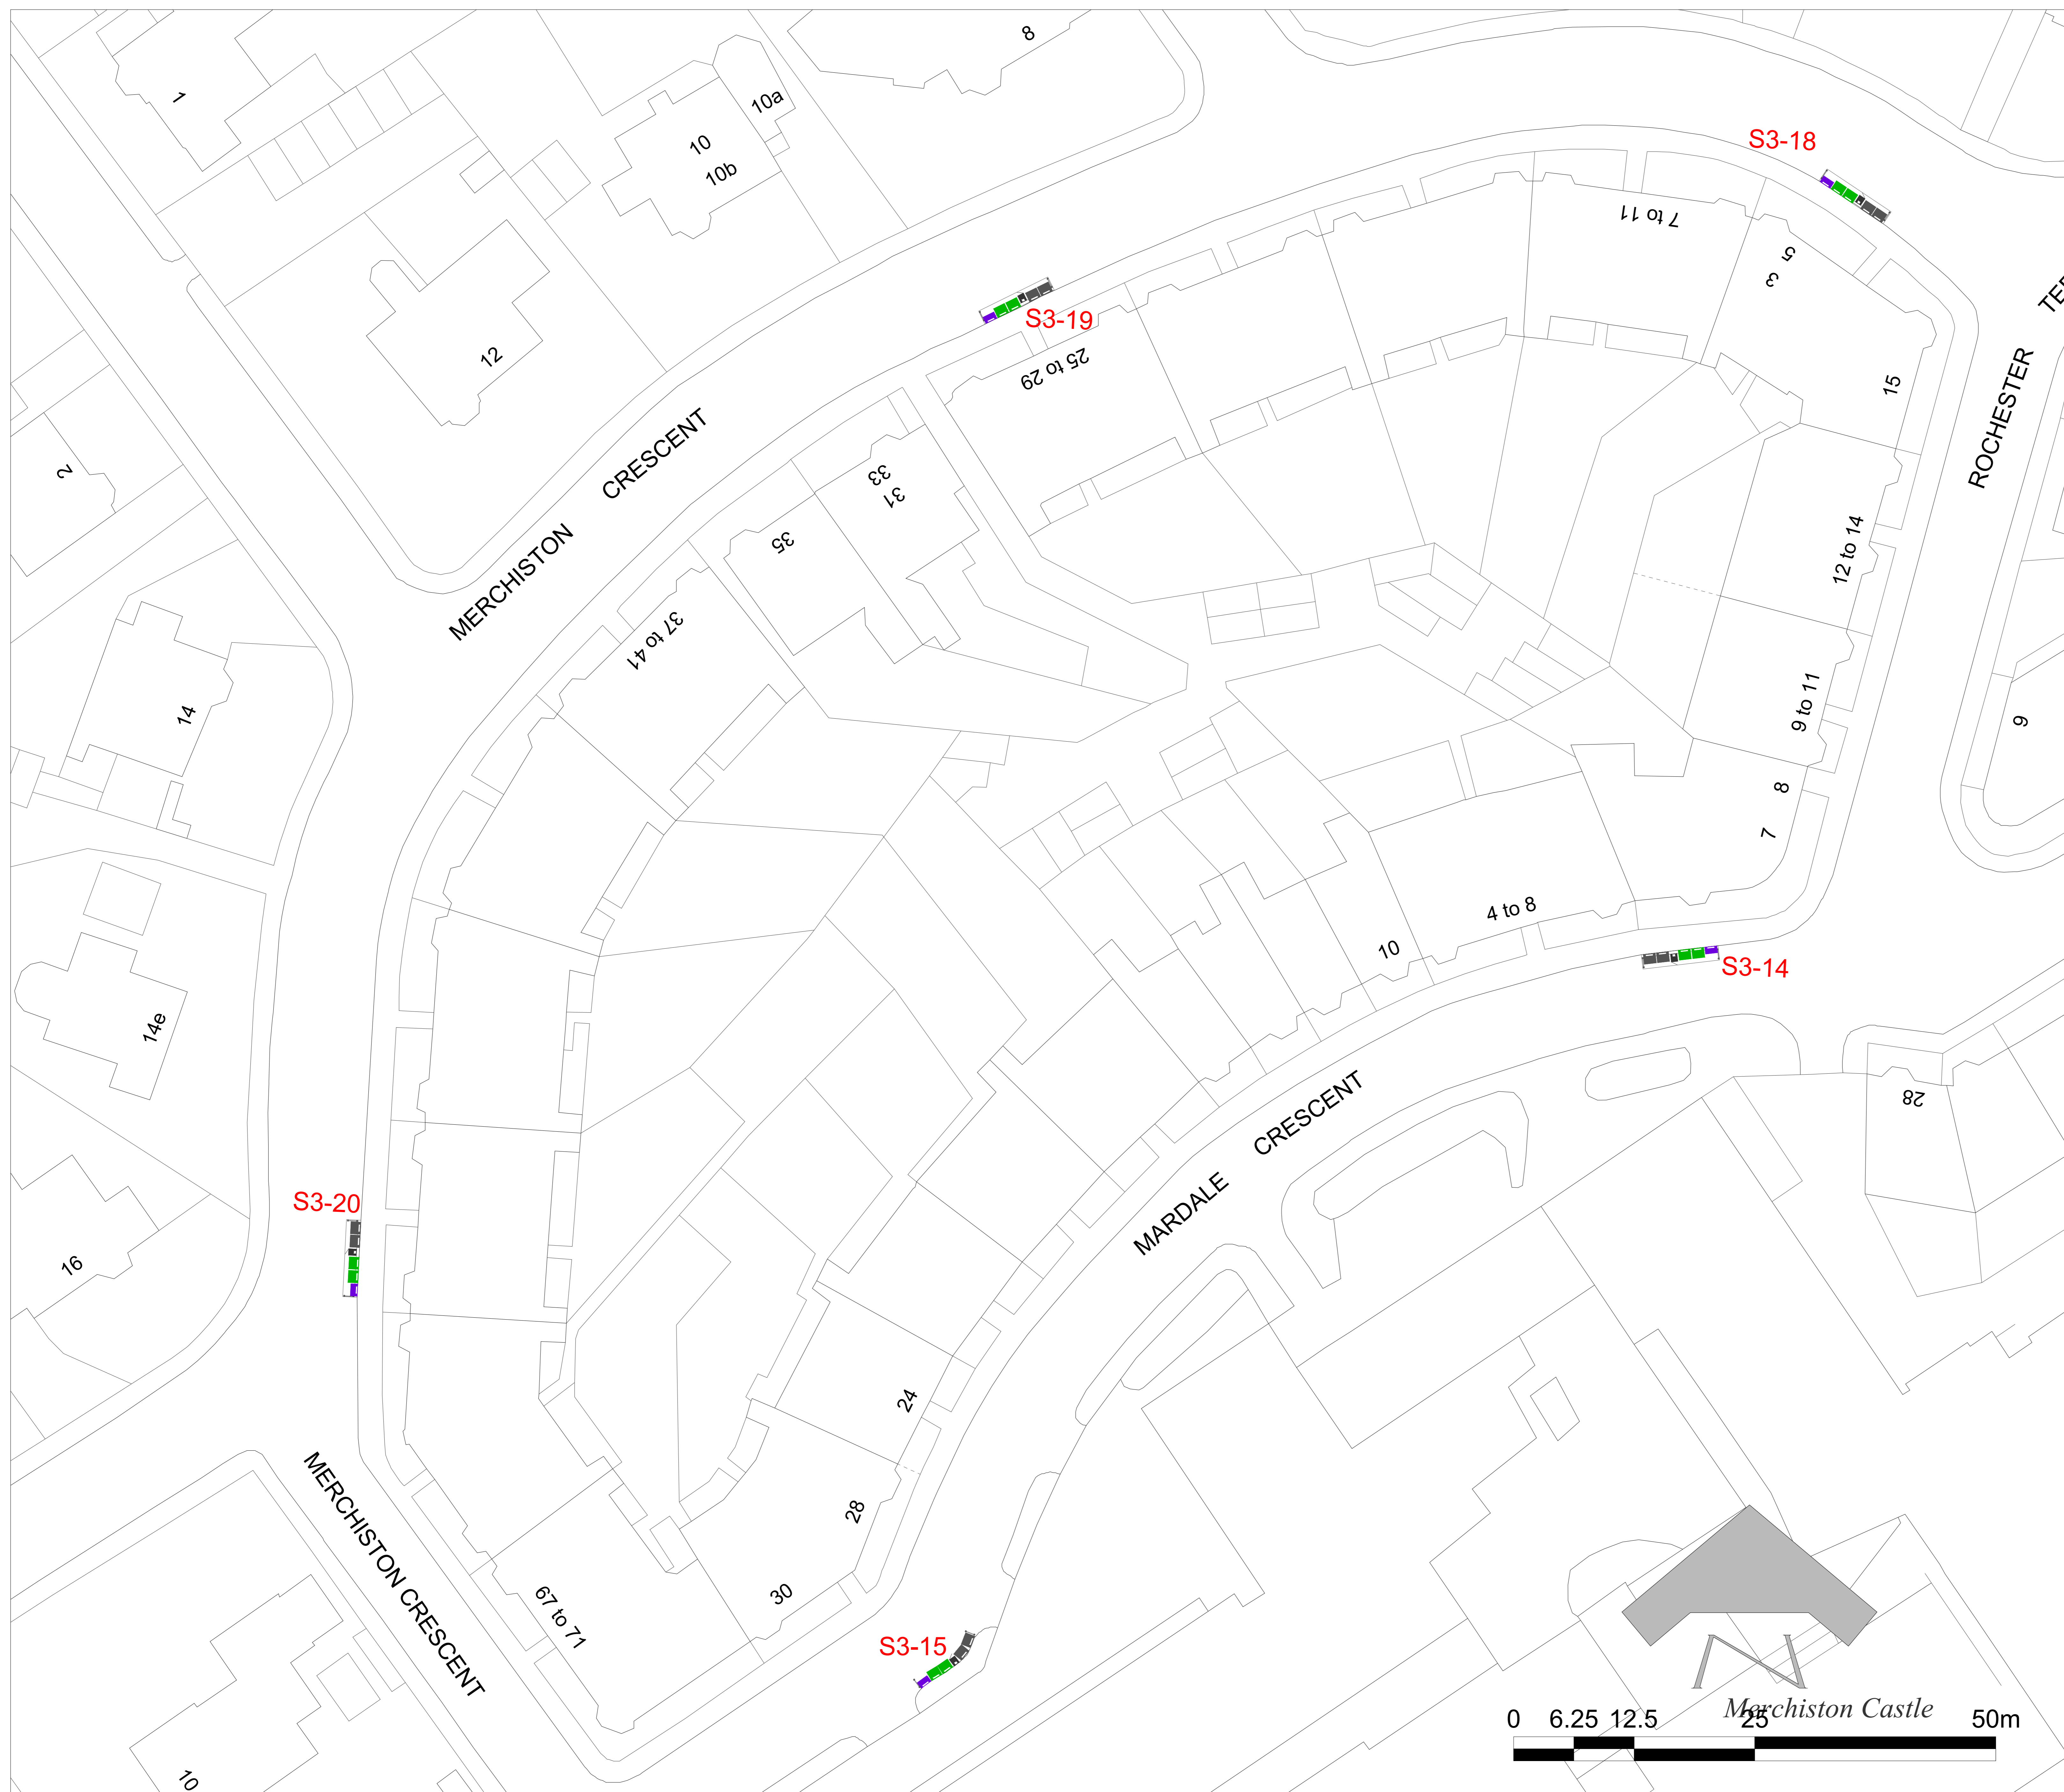 8
1
10a
10
10b
S3-18
7 to 11
5
3
TE
12
S3-19
25 to 29
15
ROCHESTER
MERCHISTON CRESCENT
2
33
31
35
12 to 14
37 to 41
14
9 to 11
9
8
7
4 to 8
10
S3-14
14e
MARDALE CRESCENT
28
S3-20
16
24
28
MERCHISTON CRESCENT
67 to 71
30
S3-15
10
Merchiston Castle
0 6.25 12.5 25 50m